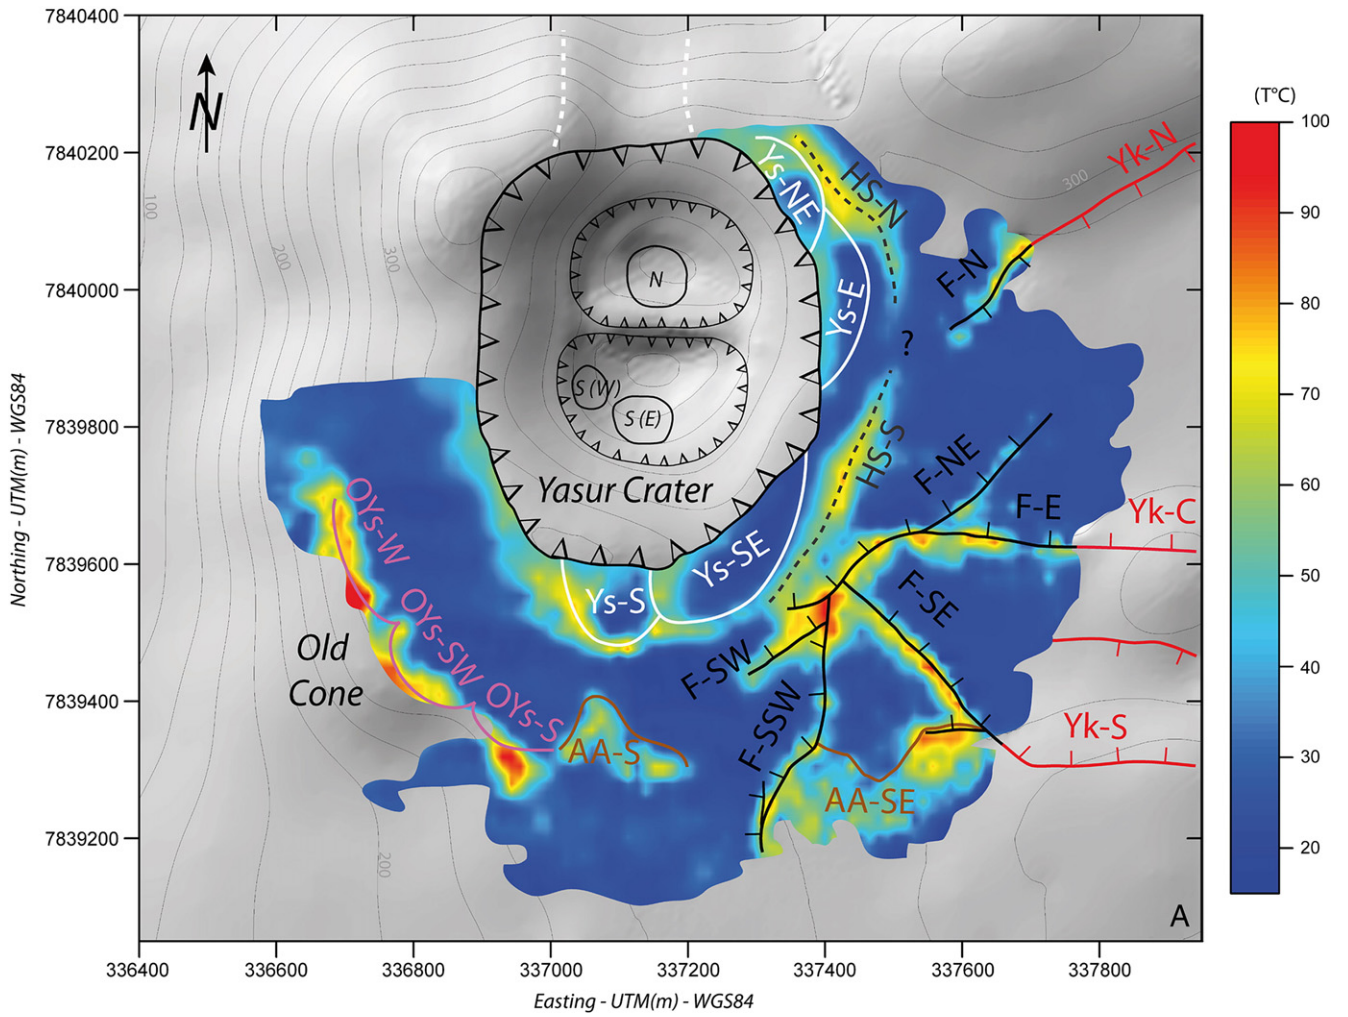 7840400
7840200
7840000
7839800
7839600
7839400
7839200
Northing - UTM(m) - WGS84
336400
336600
336800
337000
337200
337400
337600
337800
Easting - UTM(m) - WGS84
N
100
200
300
300
200
Ys-NE
HS-N
Yk-N
F-N
Ys-E
?
N
S (W)
S (E)
Yasur Crater
HS-S
F-NE
F-E
Yk-C
OYs-W
Ys-SE
Ys-S
F-SE
OYs-SW
Old
Cone
F-SW
OYs-S
AA-S
F-SSW
Yk-S
AA-SE
A
(T°C)
100
90
80
70
60
50
40
30
20